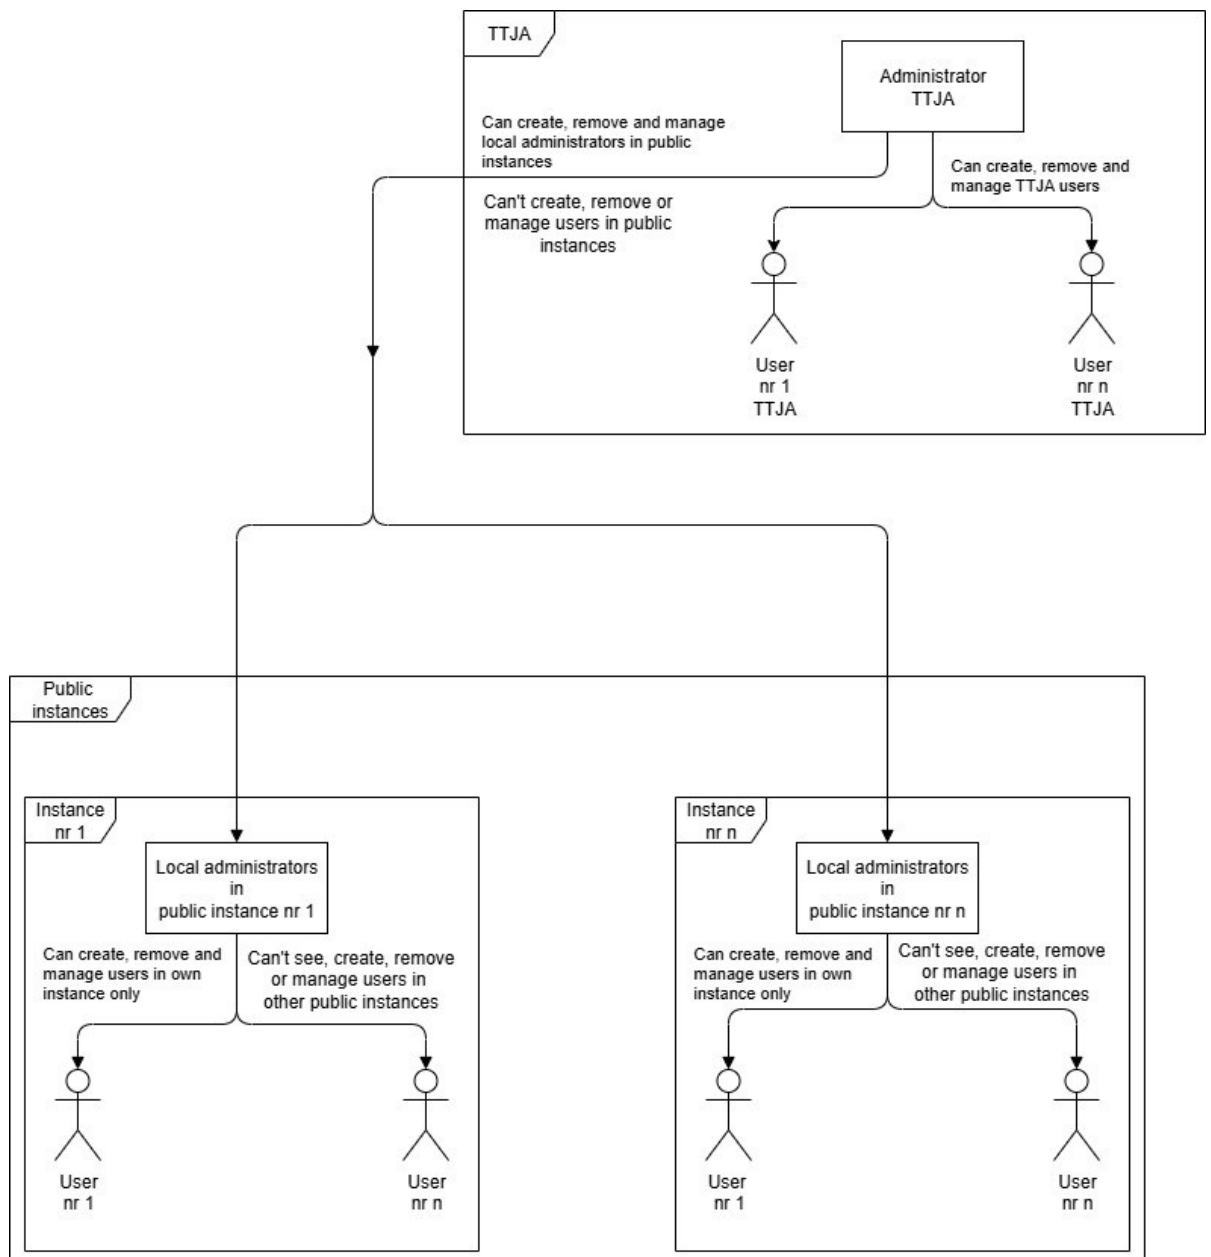 TTJA
Administrator
TTJA
Can create, remove and manage
local administrators in public
instances
Can create, remove and
manage TTJA users
Can't create, remove or
manage users in public
instances
User
nr 1
TTJA
User
nr n
TTJA
Public
instances
Instance
nr 1
Local administrators
in
public instance nr 1
Can create, remove and
manage users in own
instance only
Can't see, create, remove
or manage users in
other public instances
User
nr 1
User
nr n
Instance
nr n
Local administrators
in
public instance nr n
Can create, remove and
manage users in own
instance only
Can't see, create, remove
or manage users in
other public instances
User
nr 1
User
nr n